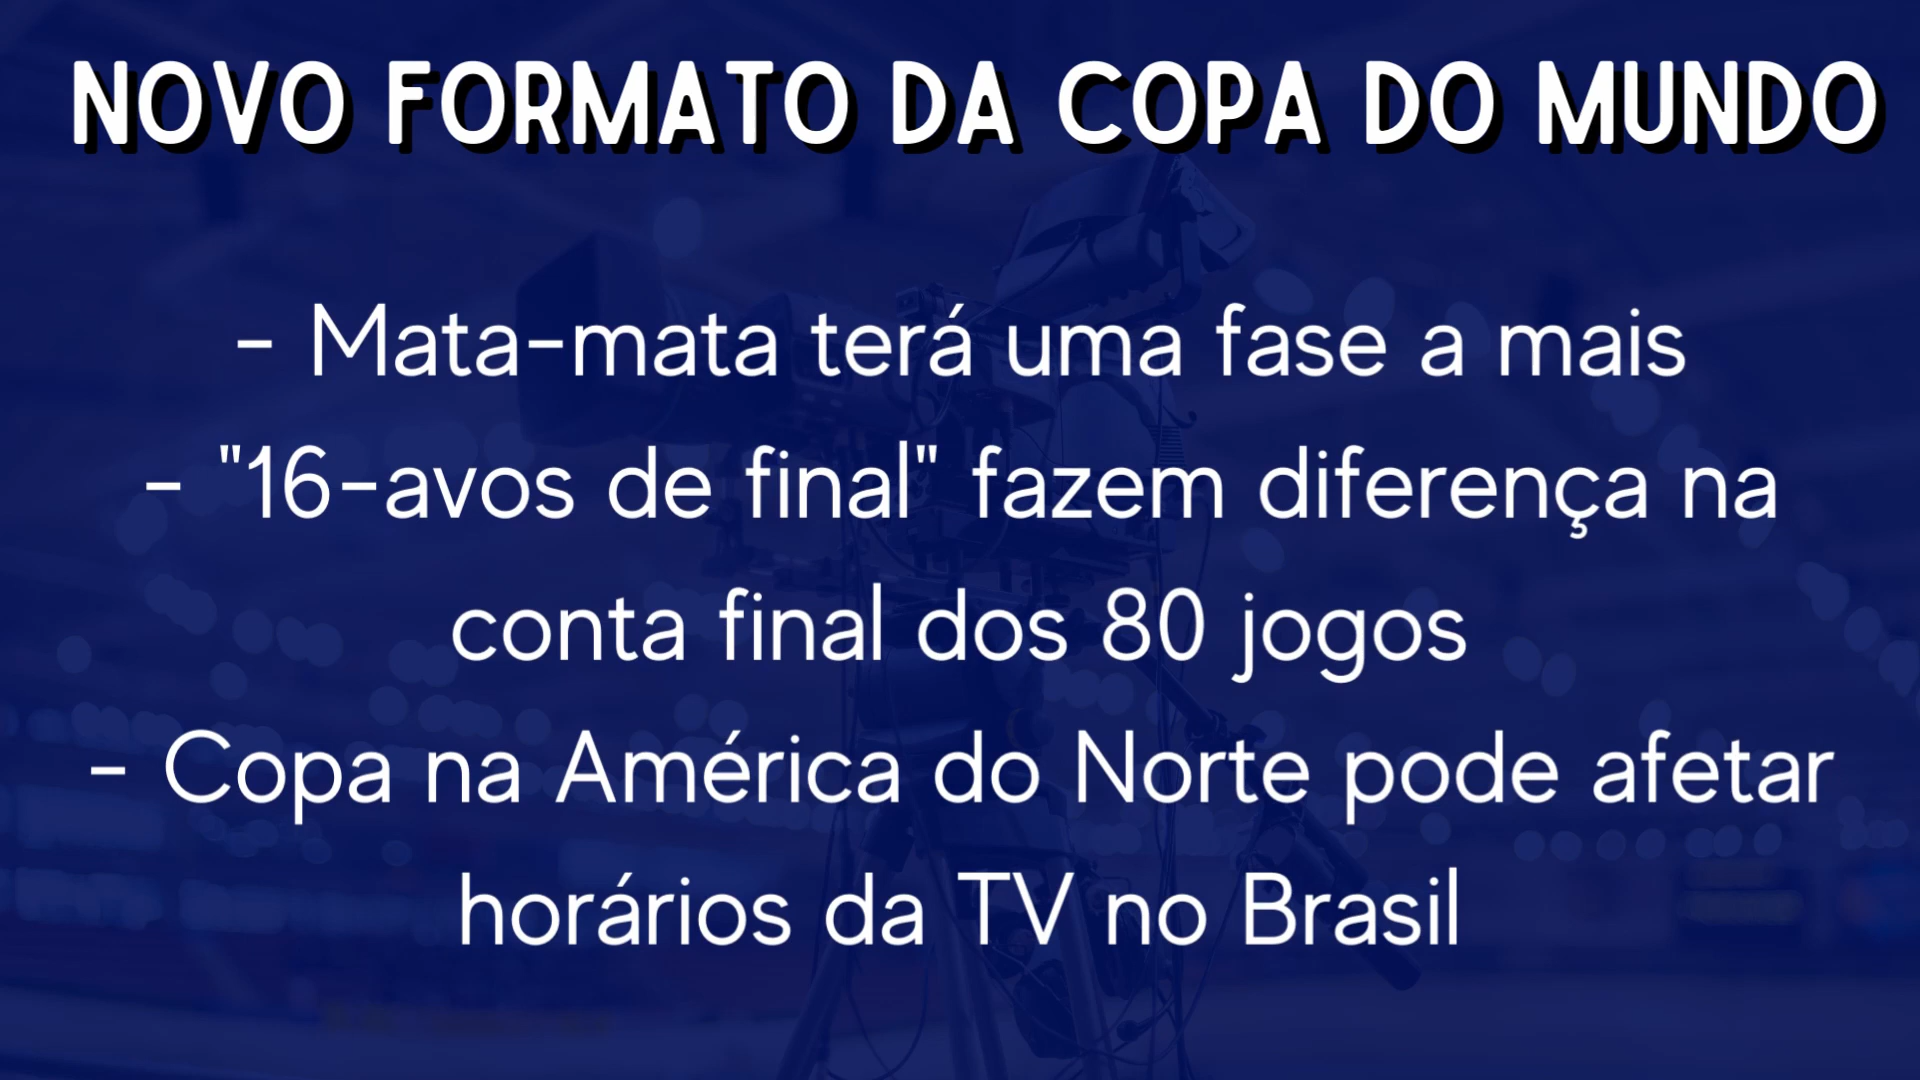 NOVO FORMATO DA COPA DO MUNDO
- Mata-mata terá uma fase a mais
- "16-avos de final" fazem diferença na
conta final dos 80 jogos
- Copa na América do Norte pode afetar
horários da TV no Brasil